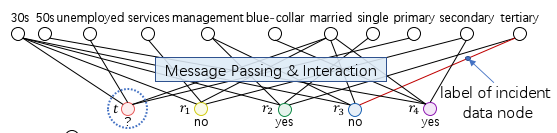 30s 50s unemployed services management blue-collar married single primary secondary tertiary
Message Passing & Interaction
t r1 r2 r3 r4
? no yes no yes
label of incident
data node